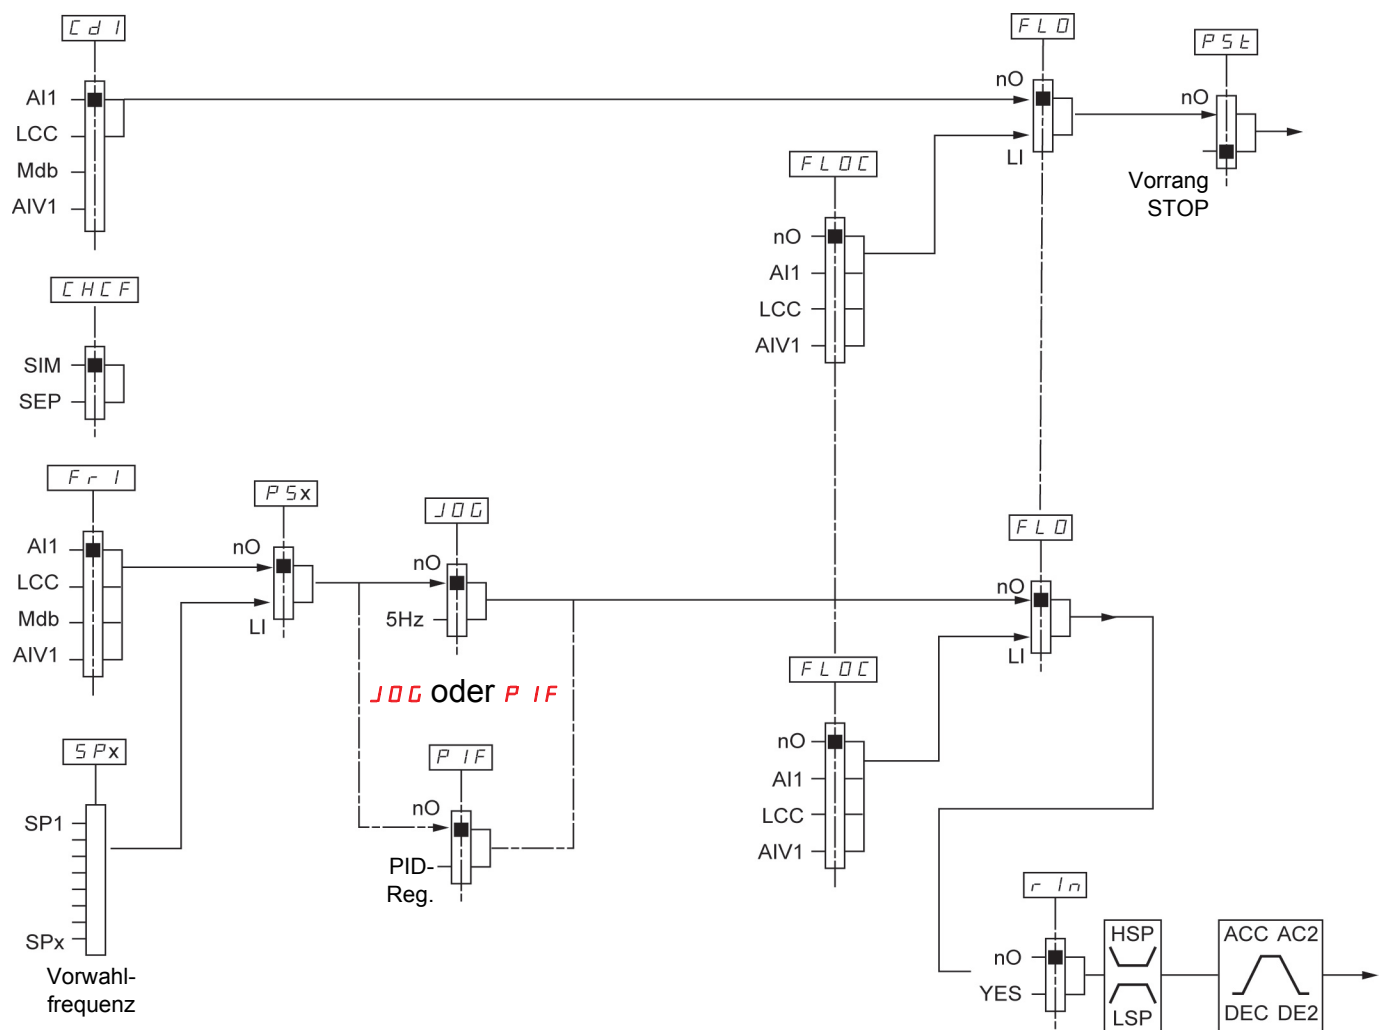 Cd1
AI1
LCC
Mdb
AIV1
FLO
nO
LI
PSt
nO
Vorrang
STOP
FLOC
nO
AI1
LCC
AIV1
CHCF
SIM
SEP
Fr1
AI1
LCC
Mdb
AIV1
PSx
nO
LI
JOG
nO
5Hz
JOG oder PIF
FLO
nO
LI
SPx
SP1
SPx
Vorwahl-
frequenz
PIF
nO
PID-
Reg.
FLOC
nO
AI1
LCC
AIV1
rIn
nO
YES
HSP
LSP
ACC AC2
DEC DE2